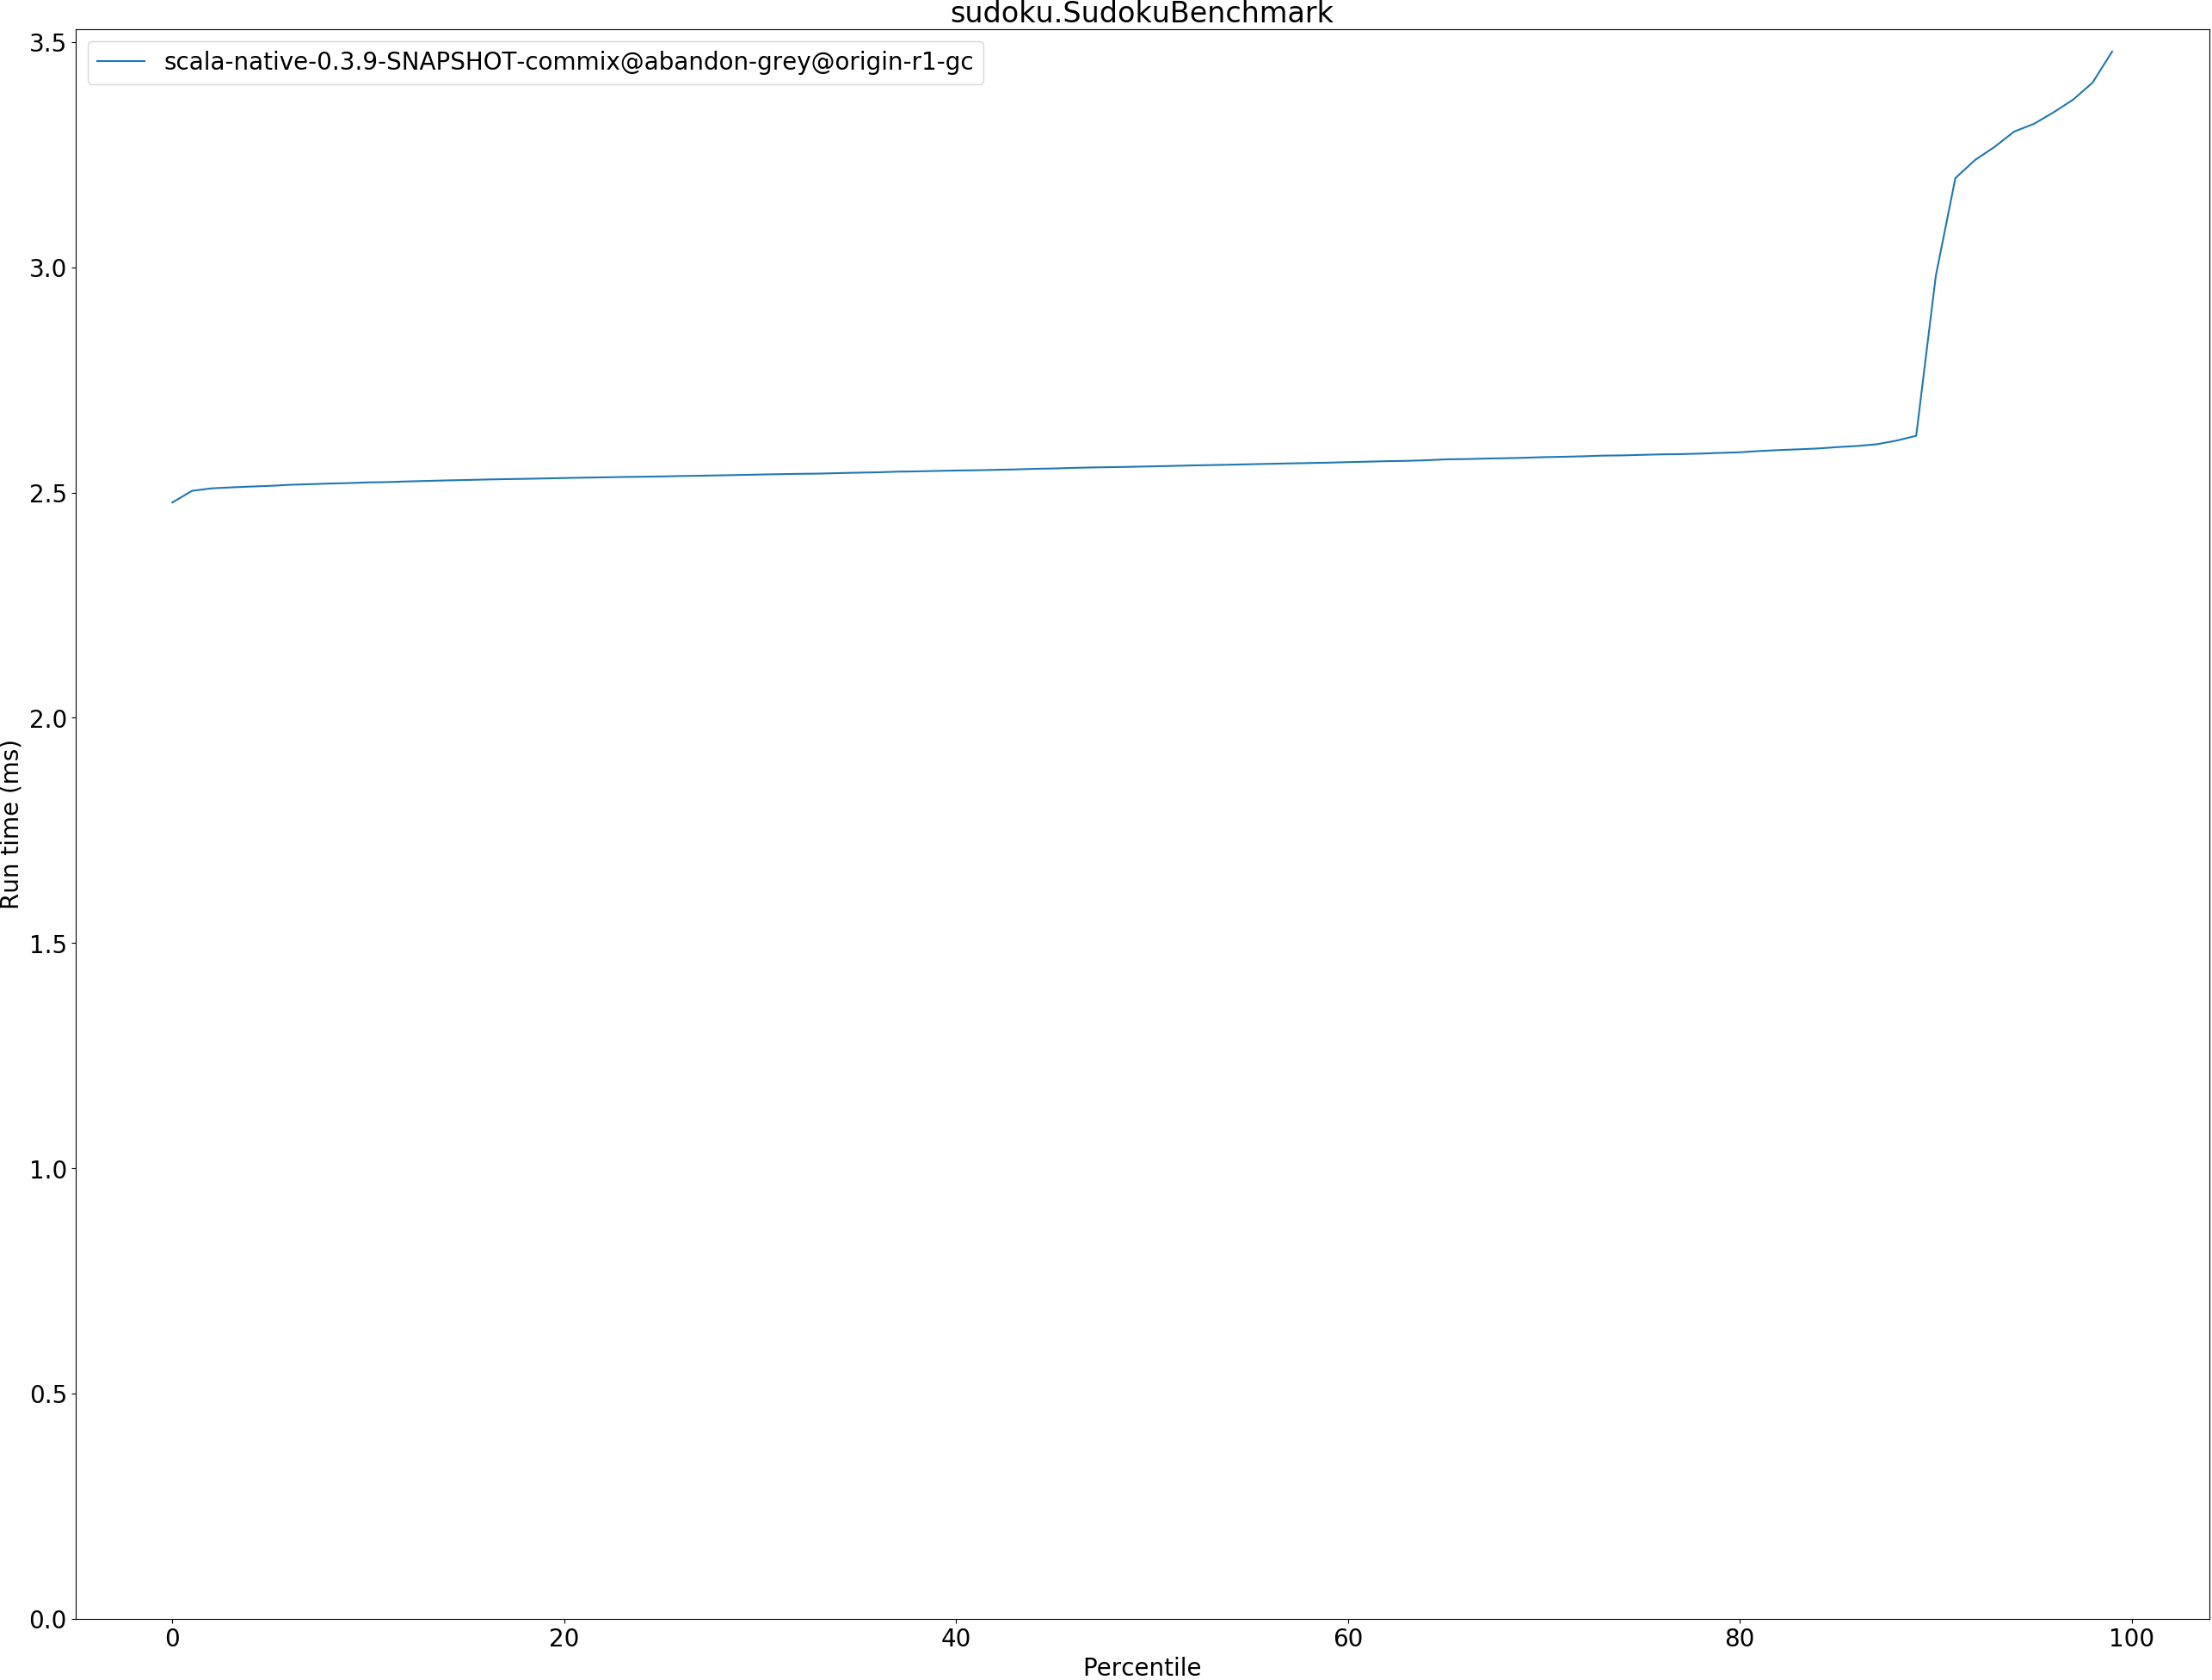 sudoku.SudokuBenchmark
scala-native-0.3.9-SNAPSHOT-commix@abandon-grey@origin-r1-gc
Run time (ms)
3.5
3.0
2.5
2.0
1.5
1.0
0.5
0.0
0 20 40 60 80 100
Percentile